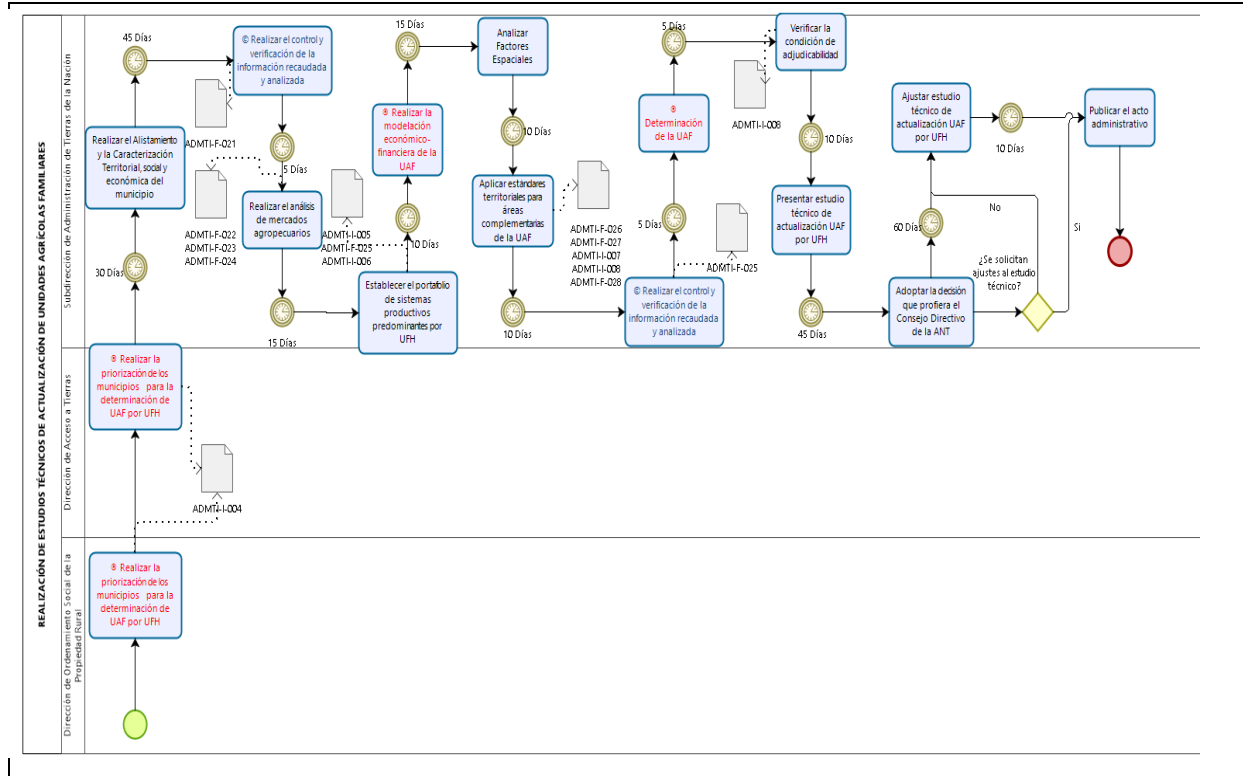 REALIZACIÓN DE ESTUDIOS TÉCNICOS DE ACTUALIZACIÓN DE UNIDADES AGRÍCOLAS FAMILIARES
Subdirección de Administración de Tierras de la Nación
45 Días
© Realizar el control y
verificación de la
información recaudada
y analizada
ADMTI-F-021
Realizar el Alistamiento
y la Caracterización
Territorial, social y
económica del
municipio
30 Días
5 Días
ADMTI-F-022
ADMTI-F-023
ADMTI-F-024
Realizar el análisis
de mercados
agropecuarios
15 Días
ADMTI-I-005
ADMTI-F-025
ADMTI-I-006
Establecer el portafolio
de sistemas
productivos
predominantes por
UFH
10 Días
® Realizar la
modelación
económico-
financiera de la
UAF
15 Días
Analizar
Factores
Espaciales
10 Días
Aplicar estándares
territoriales para
áreas
complementarias
de la UAF
ADMTI-F-026
ADMTI-F-027
ADMTI-I-007
ADMTI-I-008
ADMTI-F-028
10 Días
© Realizar el control y
verificación de la
información recaudada
y analizada
ADMTI-F-025
5 Días
®
Determinación
de la UAF
5 Días
Verificar la
condición de
adjudicabilidad
ADMTI-I-008
10 Días
Presentar estudio
técnico de
actualización UAF
por UFH
45 Días
Adoptar la decisión
que profiera el
Consejo Directivo
de la ANT
¿Se solicitan
ajustes al estudio
técnico?
No
Si
60 Días
Ajustar estudio
técnico de
actualización UAF
por UFH
10 Días
Publicar el acto
administrativo
Dirección de Acceso a Tierras
® Realizar la
priorización de los
municipios para la
determinación de
UAF por UFH
ADMTI-I-004
Dirección de Ordenamiento Social de la
Propiedad Rural
® Realizar la
priorización de los
municipios para la
determinación de
UAF por UFH